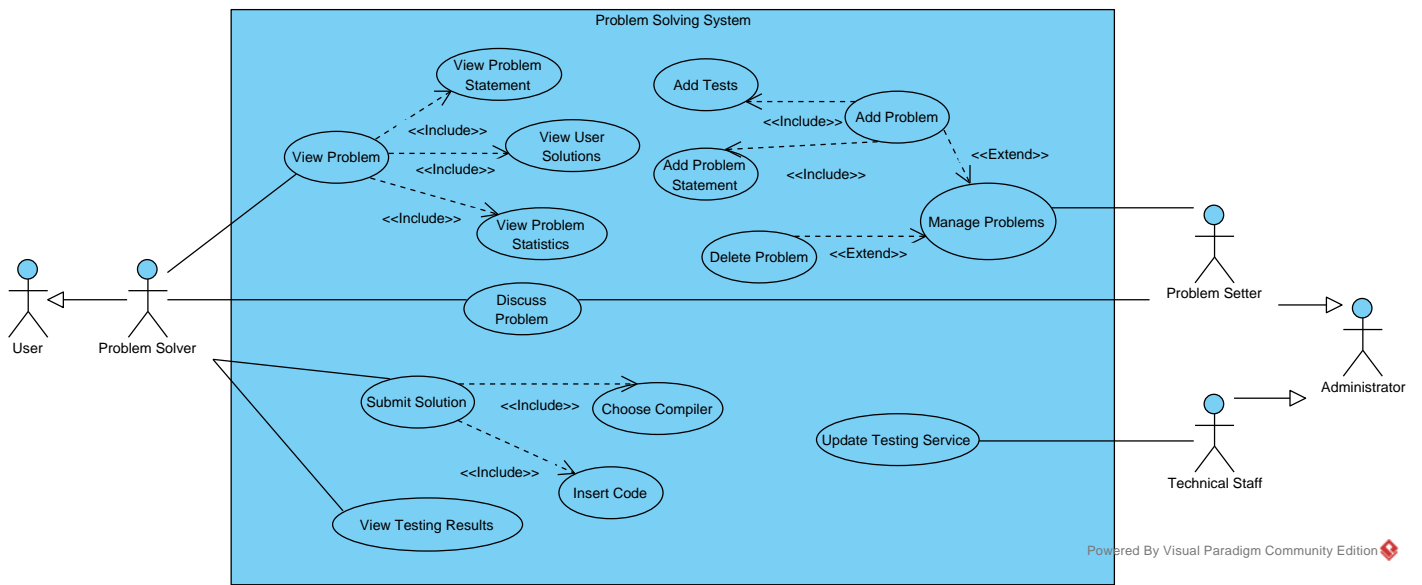 Problem Solving System
View Problem
Statement
Add Tests
Add Problem
<<Include>>
<<Include>>
View User
Solutions
View Problem
<<Include>>
<<Extend>>
Add Problem
Statement
<<Include>>
<<Include>>
View Problem
Statistics
Manage Problems
Delete Problem
<<Extend>>
Problem Setter
Discuss
Problem
User
Problem Solver
Administrator
Submit Solution
<<Include>>
Choose Compiler
Update Testing Service
<<Include>>
Insert Code
Technical Staff
View Testing Results
Powered By Visual Paradigm Community Edition